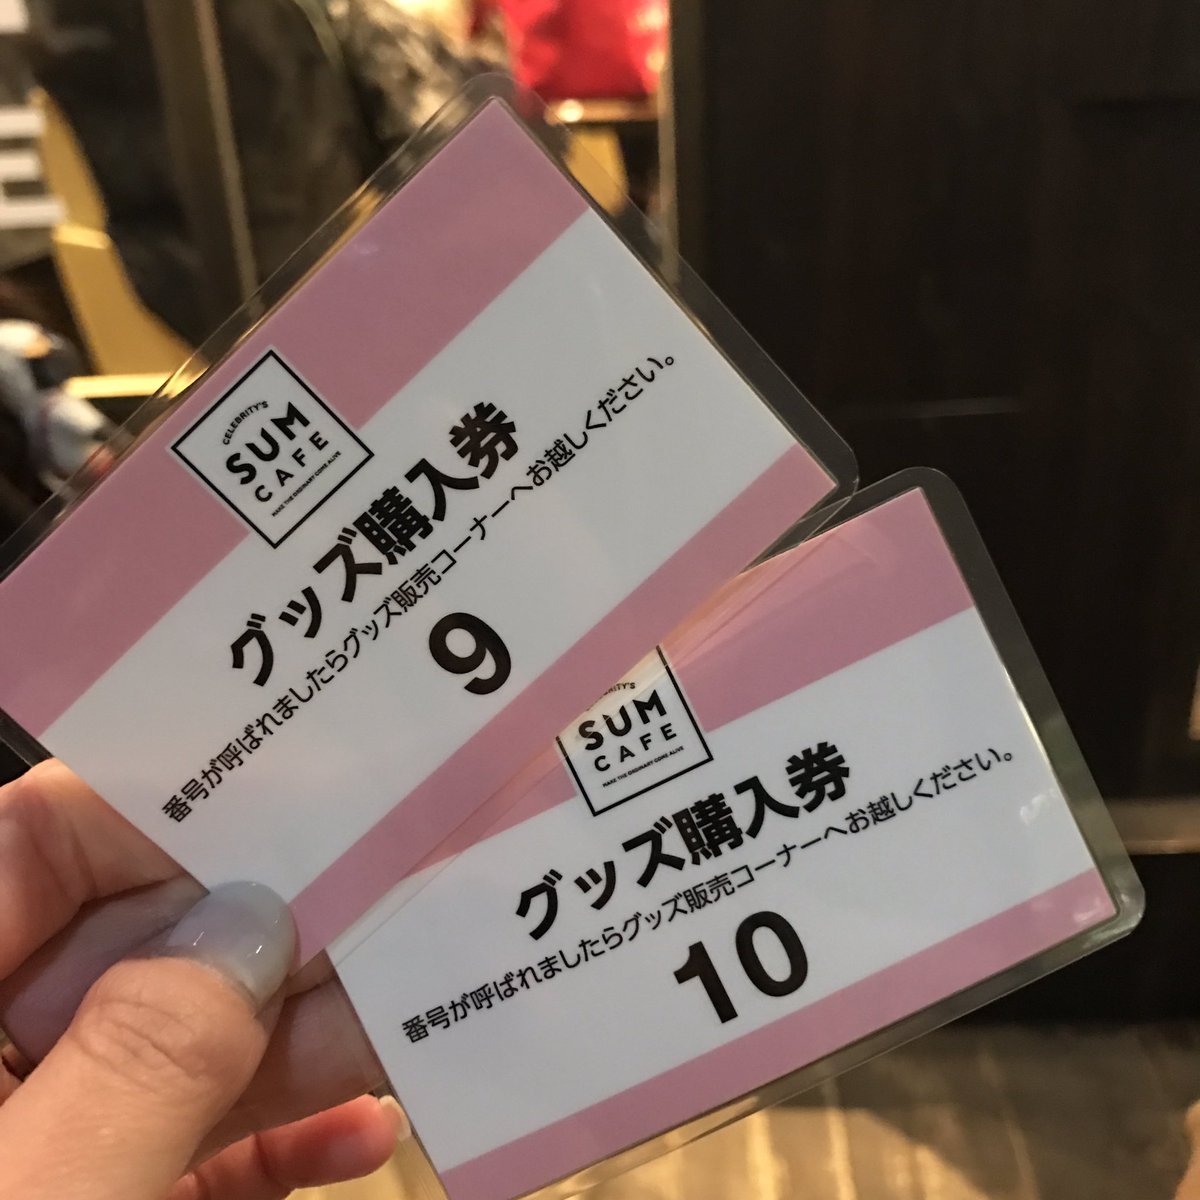 CELEBRITY'S
SUM
CAFE
MAKE THE ORDINARY COME ALIVE
グッズ購入券
番号が呼ばれましたらグッズ販売コーナーへお越しください。
9
SUM
CAFE
MAKE THE ORDINARY COME ALIVE
グッズ購入券
番号が呼ばれましたらグッズ販売コーナーへお越しください。
10